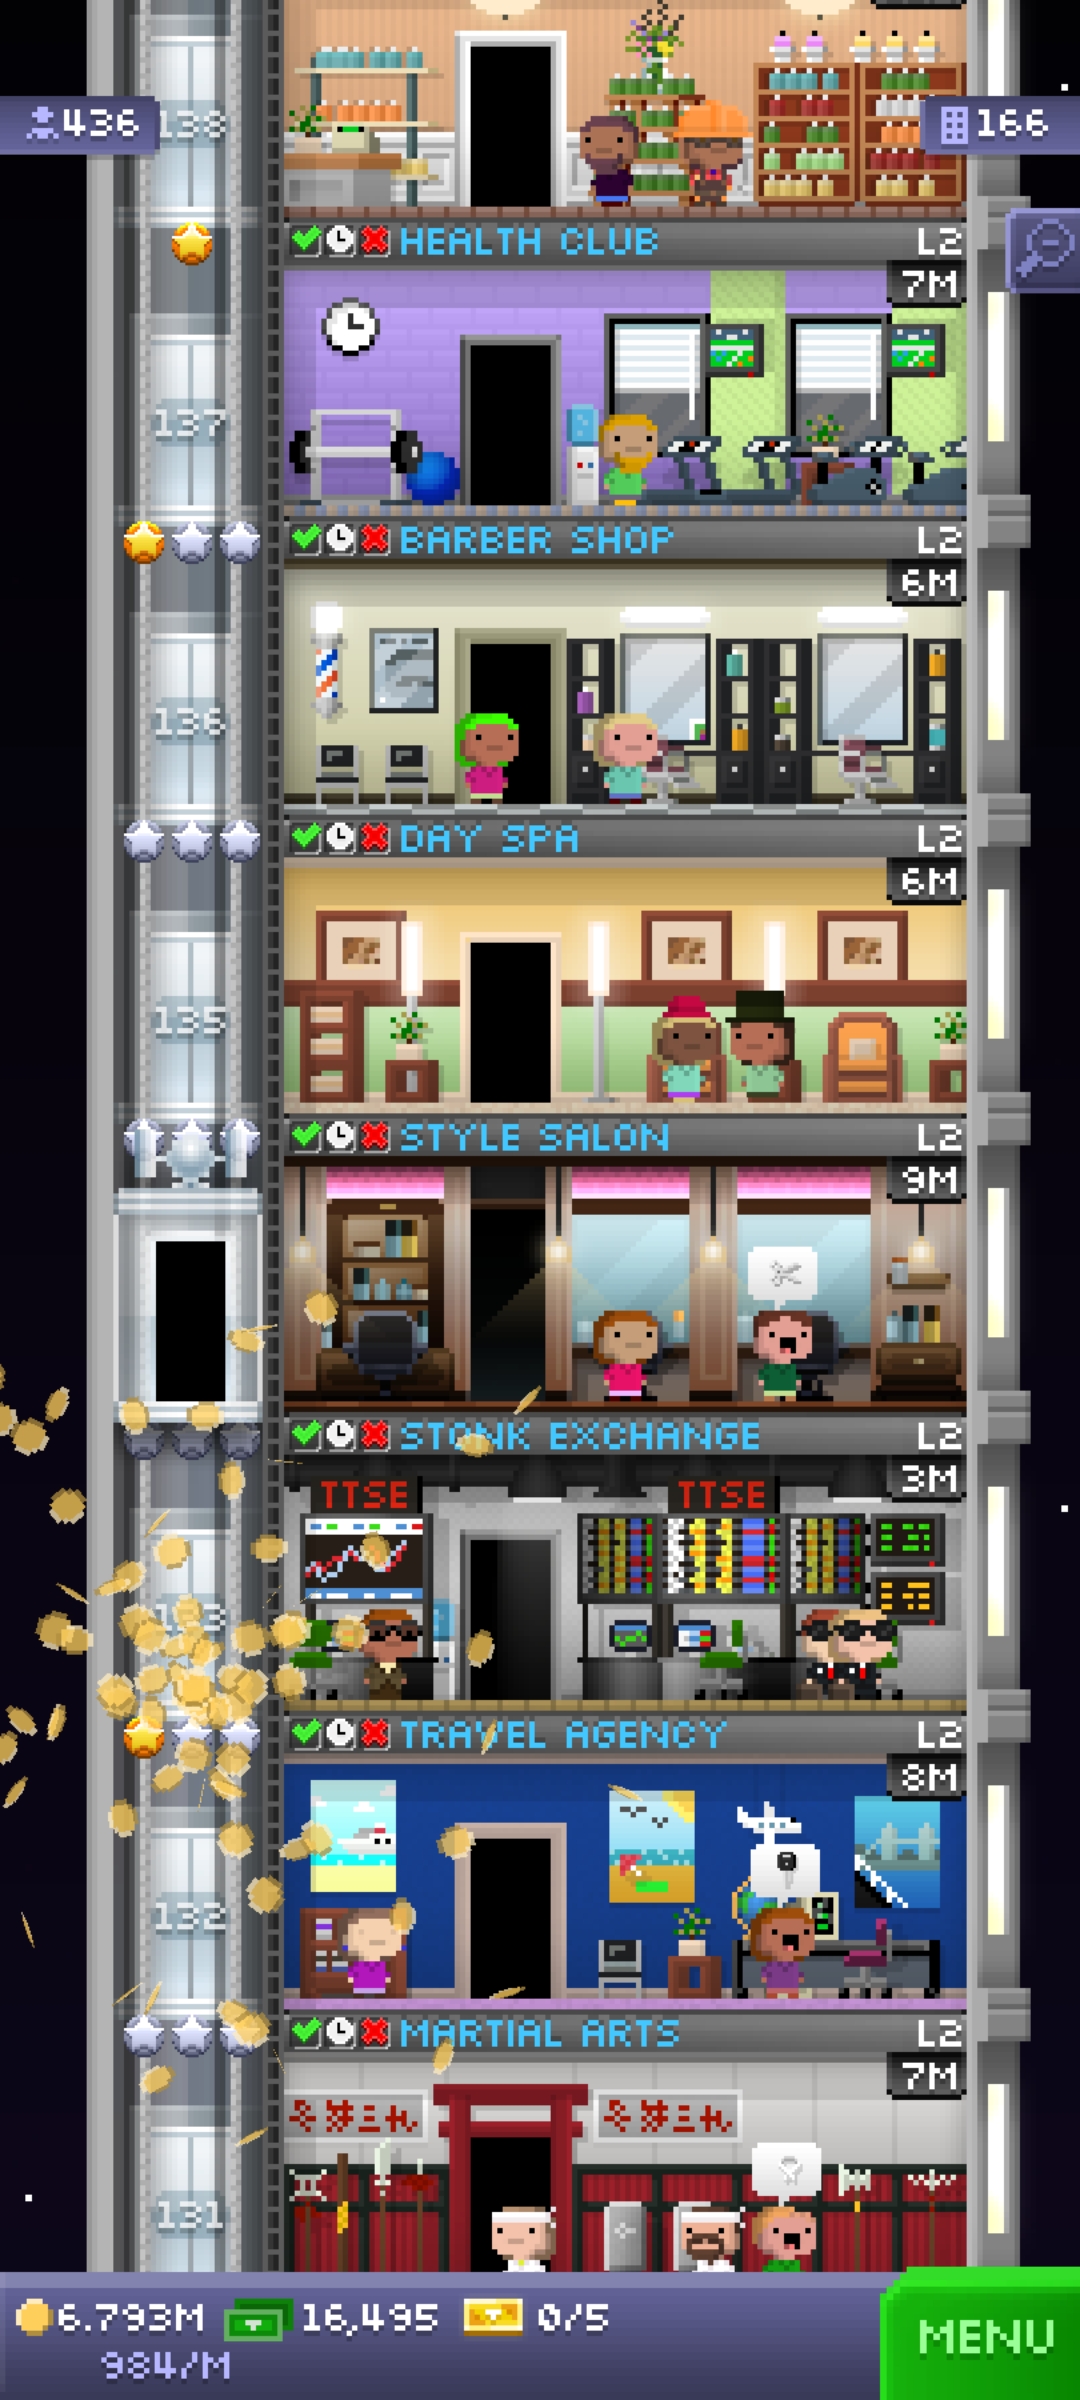 436
138
166
HEALTH CLUB
L2
7M
137
BARBER SHOP
L2
6M
136
DAY SPA
L2
6M
135
STYLE SALON
L2
9M
STONK EXCHANGE
L2
3M
TTSE
TTSE
TRAVEL AGENCY
L2
8M
132
MARTIAL ARTS
L2
7M
131
6.793M
16,495
0/5
984/M
MENU